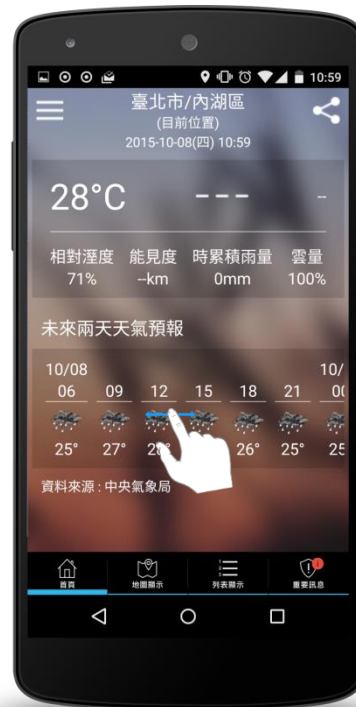 10:59
臺北市/內湖區
(目前位置)
2015-10-08(四) 10:59
28°C --- --
相對溼度 能見度 時累積雨量 雲量
71% --km 0mm 100%
未來兩天天氣預報
10/08 10/
06 09 12 15 18 21
25° 27° 26° 25° 25
資料來源 : 中央氣象局
首頁 地圖顯示 列表顯示 重要訊息